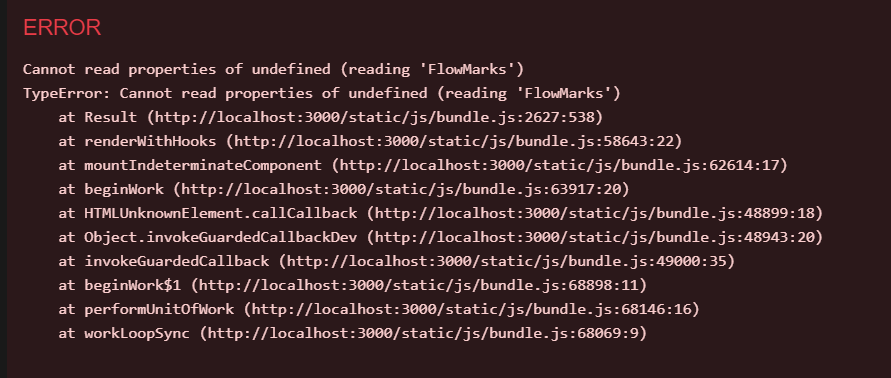 ERROR
Cannot read properties of undefined (reading 'FlowMarks')
TypeError: Cannot read properties of undefined (reading 'FlowMarks')
at Result (http://localhost:3000/static/js/bundle.js:2627:538)
at renderWithHooks (http://localhost:3000/static/js/bundle.js:58643:22)
at mountIndeterminateComponent (http://localhost:3000/static/js/bundle.js:62614:17)
at beginWork (http://localhost:3000/static/js/bundle.js:63917:20)
at HTMLUnknownElement.callCallback (http://localhost:3000/static/js/bundle.js:48899:18)
at Object.invokeGuardedCallbackDev (http://localhost:3000/static/js/bundle.js:48943:20)
at invokeGuardedCallback (http://localhost:3000/static/js/bundle.js:49000:35)
at beginWork$1 (http://localhost:3000/static/js/bundle.js:68898:11)
at performUnitOfWork (http://localhost:3000/static/js/bundle.js:68146:16)
at workLoopSync (http://localhost:3000/static/js/bundle.js:68069:9)